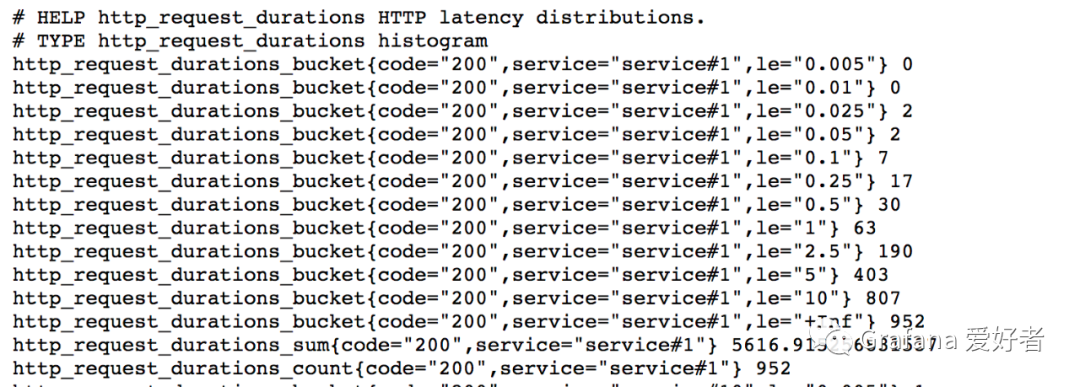 # HELP http_request_durations HTTP latency distributions.
# TYPE http_request_durations histogram
http_request_durations_bucket{code="200",service="service#1",le="0.005"} 0
http_request_durations_bucket{code="200",service="service#1",le="0.01"} 0
http_request_durations_bucket{code="200",service="service#1",le="0.025"} 2
http_request_durations_bucket{code="200",service="service#1",le="0.05"} 2
http_request_durations_bucket{code="200",service="service#1",le="0.1"} 7
http_request_durations_bucket{code="200",service="service#1",le="0.25"} 17
http_request_durations_bucket{code="200",service="service#1",le="0.5"} 30
http_request_durations_bucket{code="200",service="service#1",le="1"} 63
http_request_durations_bucket{code="200",service="service#1",le="2.5"} 190
http_request_durations_bucket{code="200",service="service#1",le="5"} 403
http_request_durations_bucket{code="200",service="service#1",le="10"} 807
http_request_durations_bucket{code="200",service="service#1",le="+Inf"} 952
http_request_durations_sum{code="200",service="service#1"}
Grafana 爱好者
http_request_durations_count{code="200",service="service#1"} 952